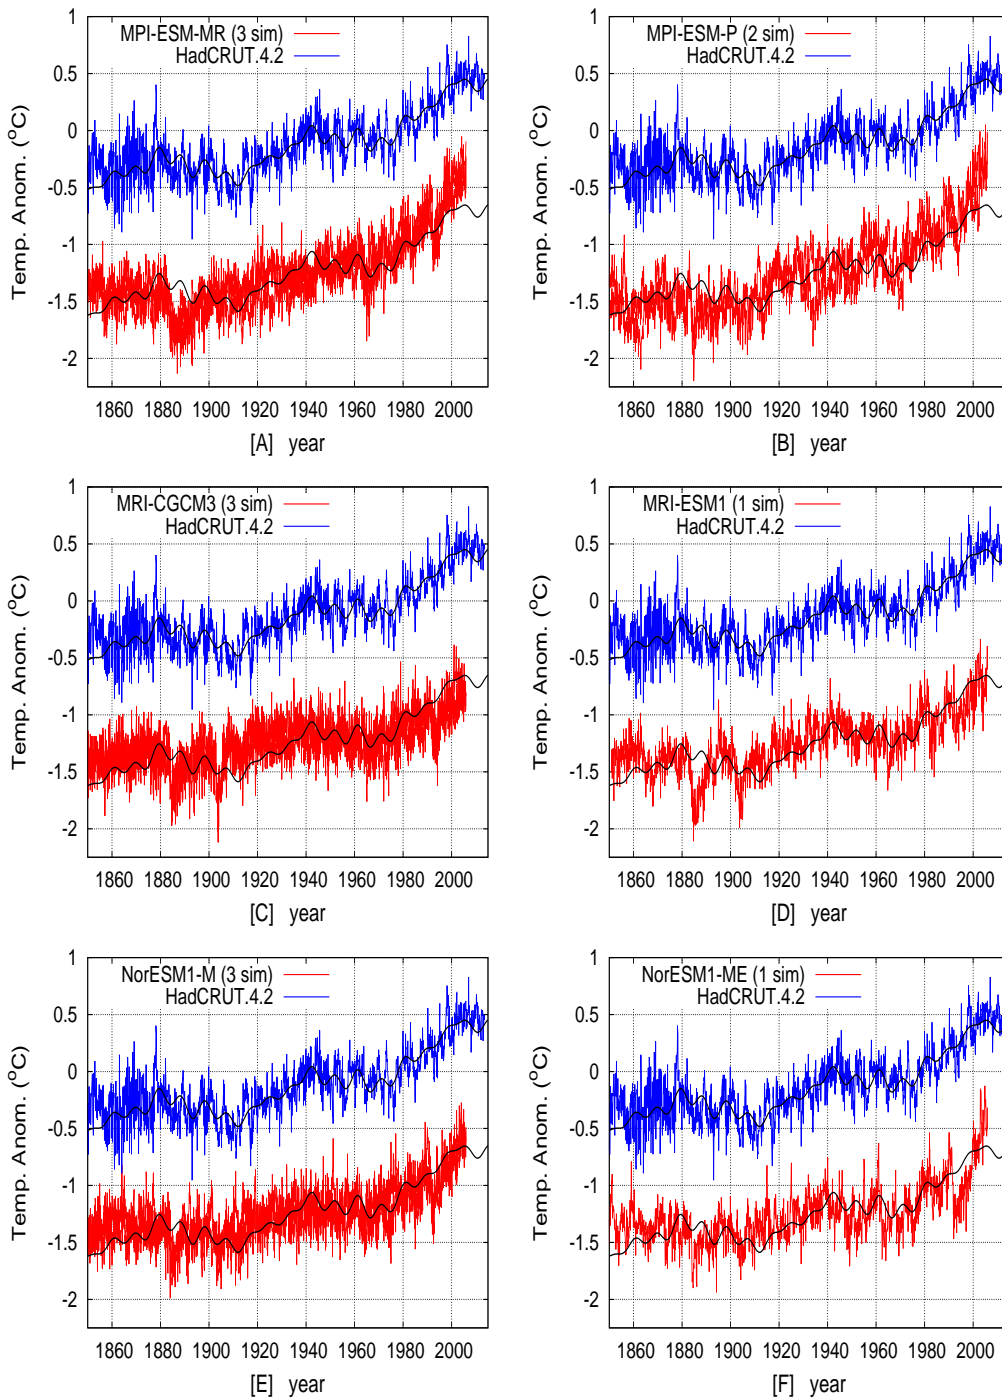 MPI-ESM-MR (3 sim)
HadCRUT.4.2
Temp. Anom. (°C)
1
0.5
0
-0.5
-1
-1.5
-2
1860 1880 1900 1920 1940 1960 1980 2000
[A] year
MPI-ESM-P (2 sim)
HadCRUT.4.2
Temp. Anom. (°C)
1
0.5
0
-0.5
-1
-1.5
-2
1860 1880 1900 1920 1940 1960 1980 2000
[B] year
MRI-CGCM3 (3 sim)
HadCRUT.4.2
Temp. Anom. (°C)
1
0.5
0
-0.5
-1
-1.5
-2
1860 1880 1900 1920 1940 1960 1980 2000
[C] year
MRI-ESM1 (1 sim)
HadCRUT.4.2
Temp. Anom. (°C)
1
0.5
0
-0.5
-1
-1.5
-2
1860 1880 1900 1920 1940 1960 1980 2000
[D] year
NorESM1-M (3 sim)
HadCRUT.4.2
Temp. Anom. (°C)
1
0.5
0
-0.5
-1
-1.5
-2
1860 1880 1900 1920 1940 1960 1980 2000
[E] year
NorESM1-ME (1 sim)
HadCRUT.4.2
Temp. Anom. (°C)
1
0.5
0
-0.5
-1
-1.5
-2
1860 1880 1900 1920 1940 1960 1980 2000
[F] year